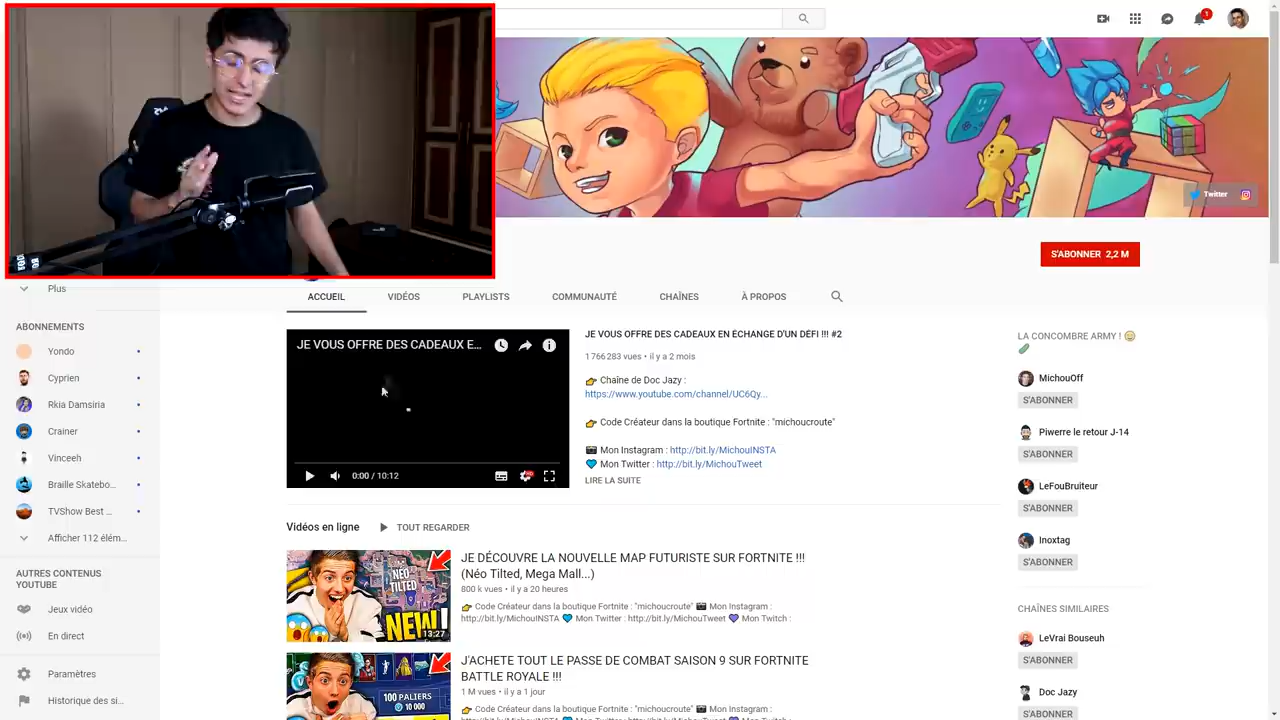 1
Twitter
S'ABONNER 2,2 M
Plus
ABONNEMENTS
Yondo
Cyprien
Rkia Damsiria
Crainer
Vinceeh
Braille Skatebo...
TVShow Best ...
Afficher 112 élém...
AUTRES CONTENUS
YOUTUBE
Jeux vidéo
En direct
Paramètres
Historique des si...
ACCUEIL
VIDÉOS
PLAYLISTS
COMMUNAUTÉ
CHAÎNES
À PROPOS
JE VOUS OFFRE DES CADEAUX E...
0:00 / 10:12
JE VOUS OFFRE DES CADEAUX EN ÉCHANGE D'UN DÉFI !!! #2
1 766 283 vues • il y a 2 mois
👉 Chaîne de Doc Jazy :
https://www.youtube.com/channel/UC6Qy...
👉 Code Créateur dans la boutique Fortnite : "michoucroute"
📷 Mon Instagram : http://bit.ly/MichouINSTA
💙 Mon Twitter : http://bit.ly/MichouTweet
LIRE LA SUITE
Vidéos en ligne
TOUT REGARDER
NÉO
TILTED
NEW!
13:27
JE DÉCOUVRE LA NOUVELLE MAP FUTURISTE SUR FORTNITE !!!
(Néo Tilted, Mega Mall...)
800 k vues • il y a 20 heures
👉 Code Créateur dans la boutique Fortnite : "michoucroute" 📷 Mon Instagram :
http://bit.ly/MichouINSTA 💙 Mon Twitter : http://bit.ly/MichouTweet 💜 Mon Twitch :
100 PALIERS
10 000
J'ACHETE TOUT LE PASSE DE COMBAT SAISON 9 SUR FORTNITE
BATTLE ROYALE !!!
1 M vues • il y a 1 jour
👉 Code Créateur dans la boutique Fortnite : "michoucroute" 📷 Mon Instagram :
LA CONCOMBRE ARMY !
MichouOff
S'ABONNER
Piwerre le retour J-14
S'ABONNER
LeFouBruiteur
S'ABONNER
Inoxtag
S'ABONNER
CHAÎNES SIMILAIRES
LeVrai Bouseuh
S'ABONNER
Doc Jazy
S'ABONNER